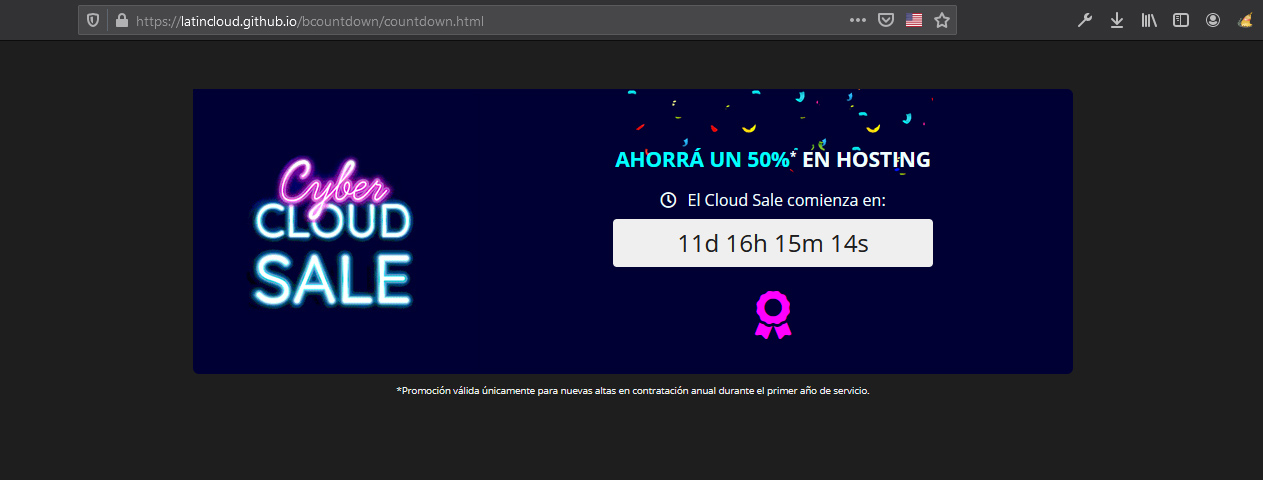 https://latincloud.github.io/bcountdown/countdown.html
Cyber
CLOUD
SALE
AHORRÁ UN 50%* EN HOSTING
El Cloud Sale comienza en:
11d 16h 15m 14s
*Promoción válida únicamente para nuevas altas en contratación anual durante el primer año de servicio.